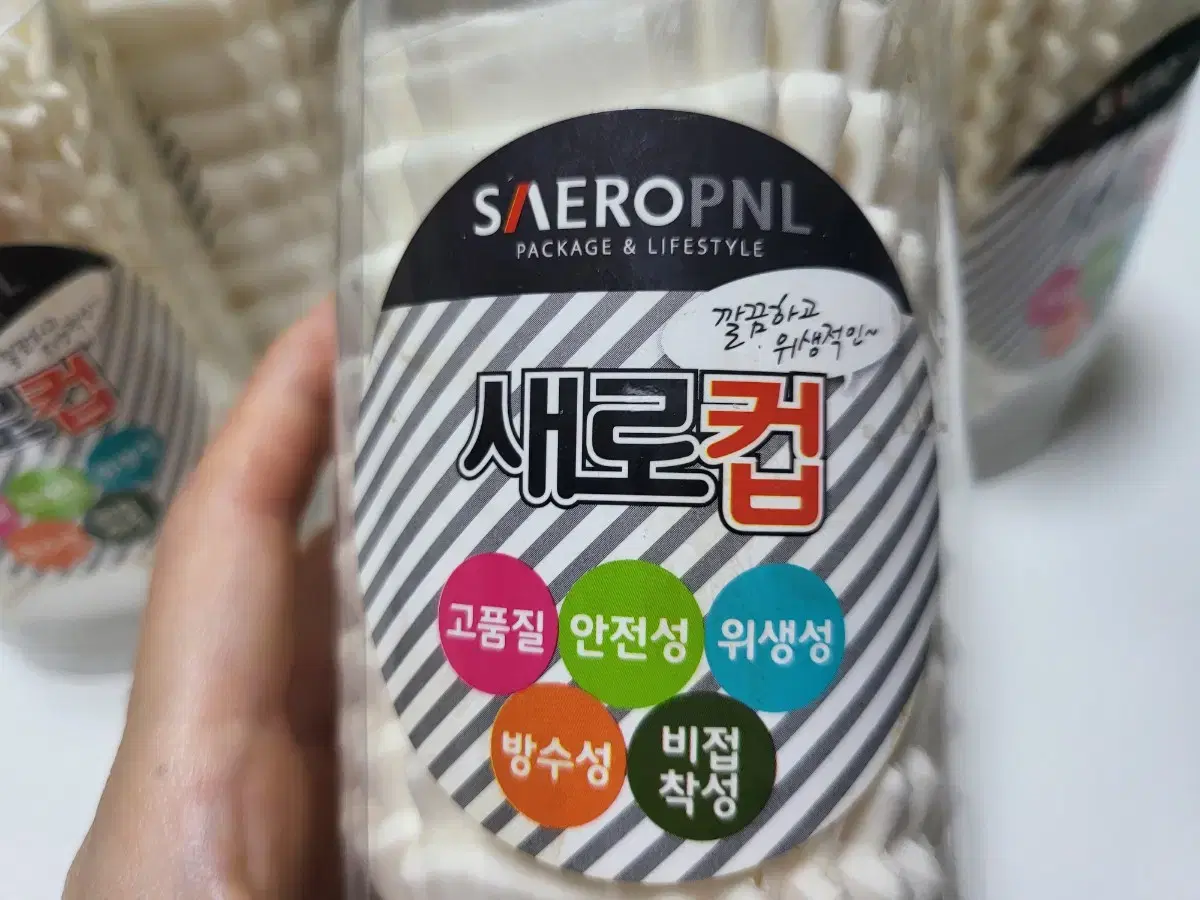 SAEROPNL
PACKAGE & LIFESTYLE
깔끔하고
위생적인~
새로컵
고품질 안전성 위생성
방수성 비접
착성
컵